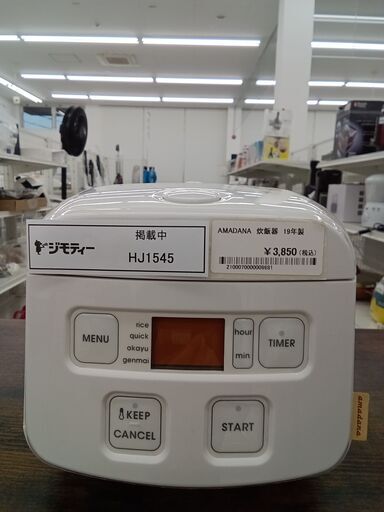 ジモティー
掲載中
HJ1545
AMADANA 炊飯器 19年製
￥3,850(税込)
MENU
rice
quick
okayu
genmai
hour
min
TIMER
KEEP
CANCEL
START
amadana